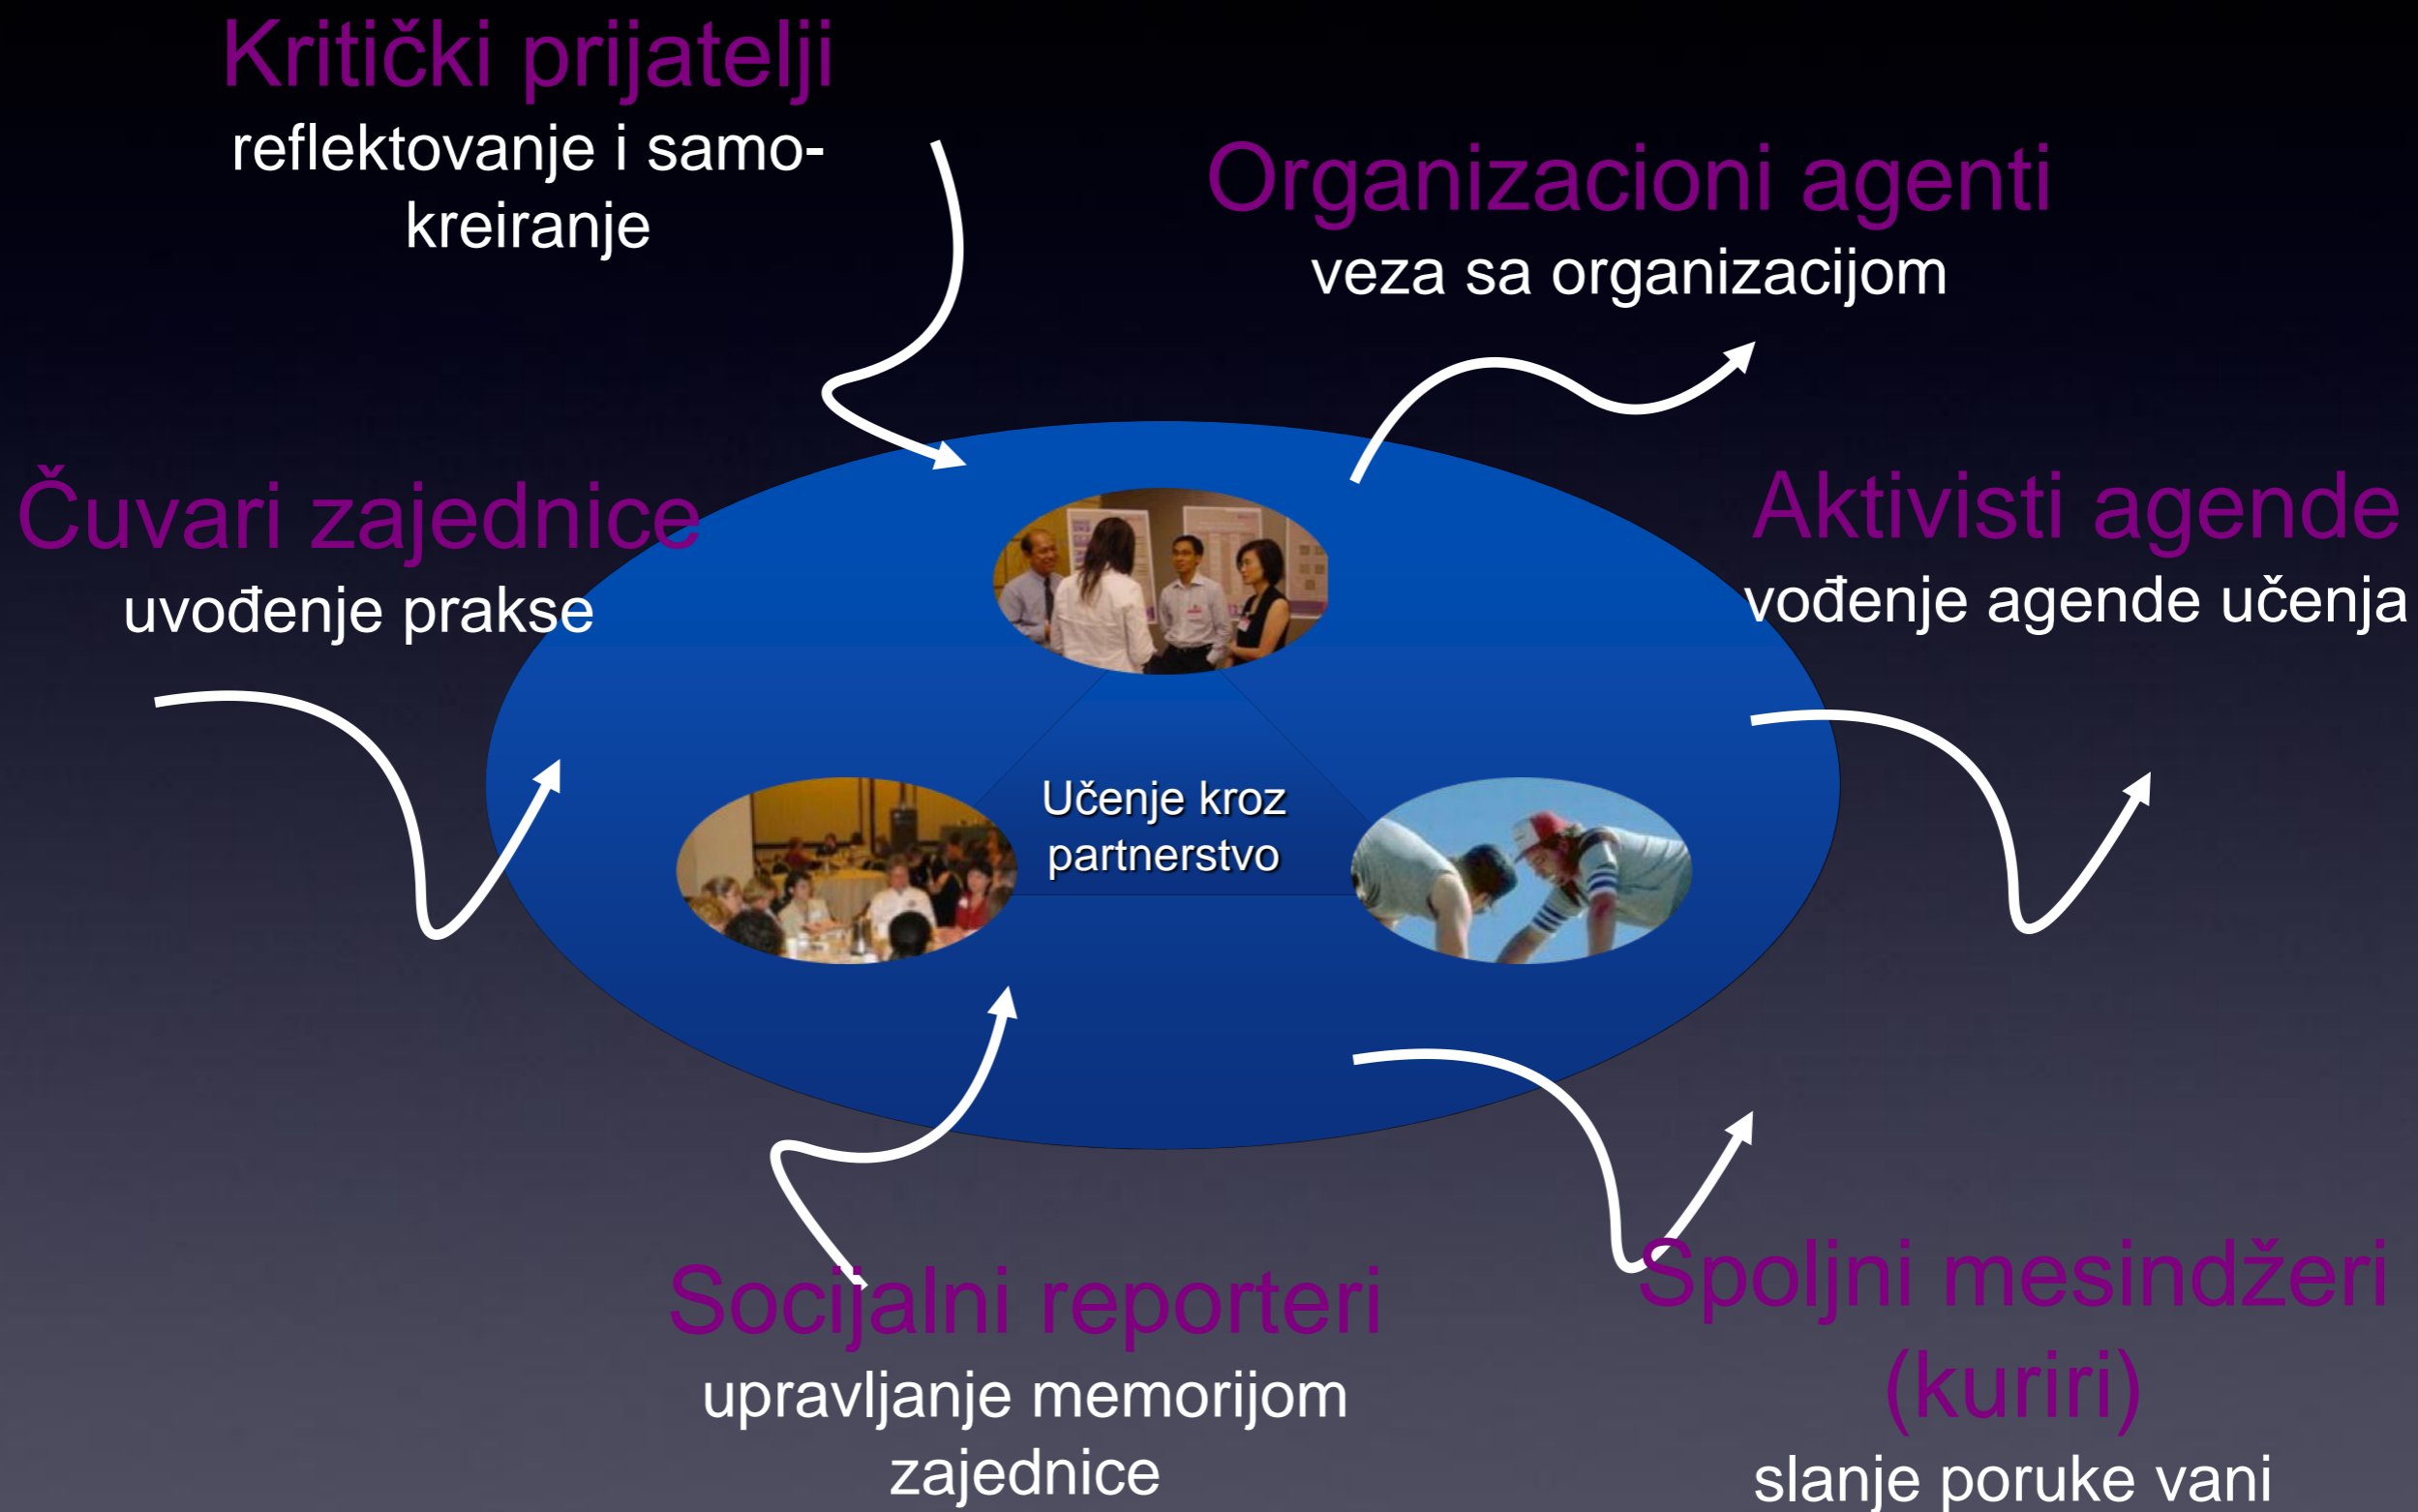 Kritički prijatelji
reflektovanje i samo-
kreiranje
Organizacioni agenti
veza sa organizacijom
Čuvari zajednice
uvođenje prakse
Aktivisti agende
vođenje agende učenja
Učenje kroz
partnerstvo
Socijalni reporteri
upravljanje memorijom
zajednice
Spoljni mesindžeri
(kuriri)
slanje poruke vani